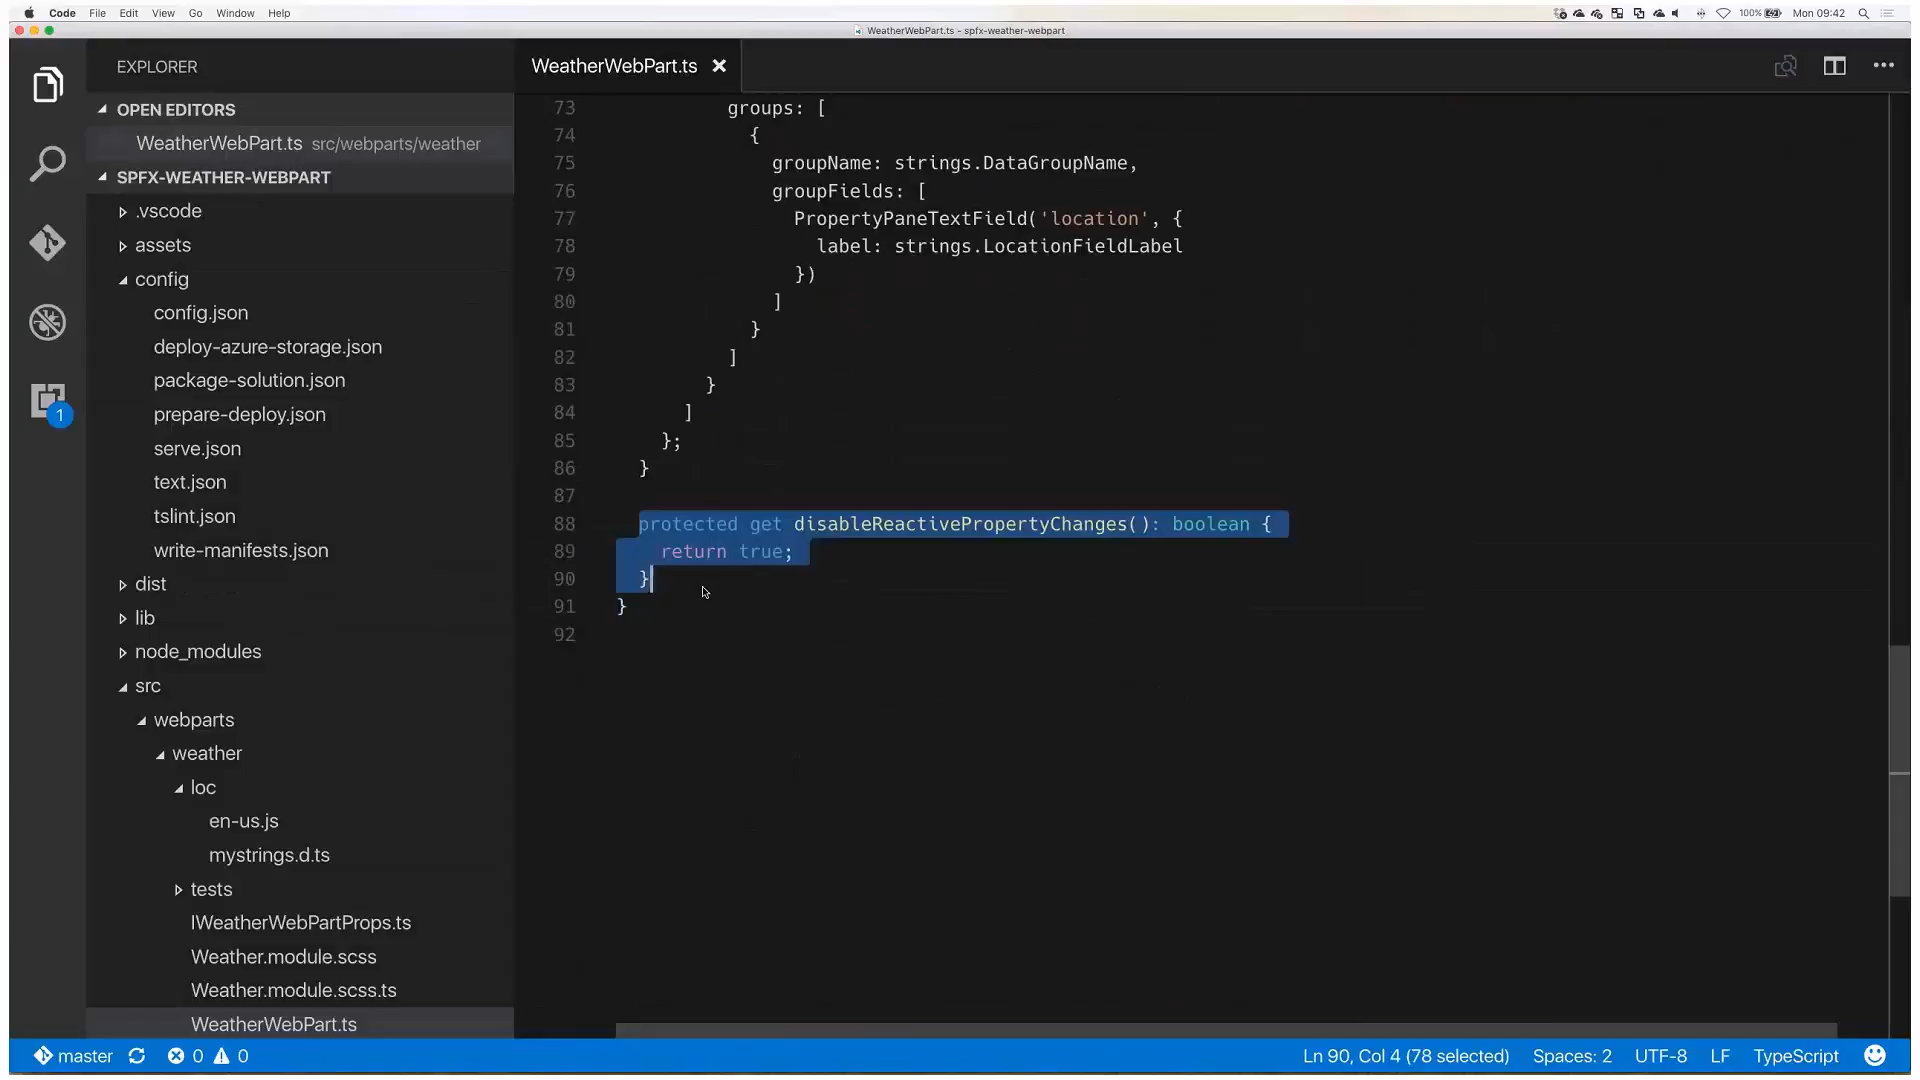 Code File Edit View Go Window Help
100% Mon 09:42
WeatherWebPart.ts - spfx-weather-webpart
EXPLORER
OPEN EDITORS
WeatherWebPart.ts src/webparts/weather
SPFX-WEATHER-WEBPART
.vscode
assets
config
config.json
deploy-azure-storage.json
package-solution.json
prepare-deploy.json
serve.json
text.json
tslint.json
write-manifests.json
dist
lib
node_modules
src
webparts
weather
loc
en-us.js
mystrings.d.ts
tests
IWeatherWebPartProps.ts
Weather.module.scss
Weather.module.scss.ts
WeatherWebPart.ts
1
WeatherWebPart.ts
73 groups: [
74 {
75 groupName: strings.DataGroupName,
76 groupFields: [
77 PropertyPaneTextField('location', {
78 label: strings.LocationFieldLabel
79 })
80 ]
81 }
82 ]
83 }
84 ]
85 };
86 }
87
88 protected get disableReactivePropertyChanges(): boolean {
89 return true;
90 }
91 }
92
master 0 0 Ln 90, Col 4 (78 selected) Spaces: 2 UTF-8 LF TypeScript